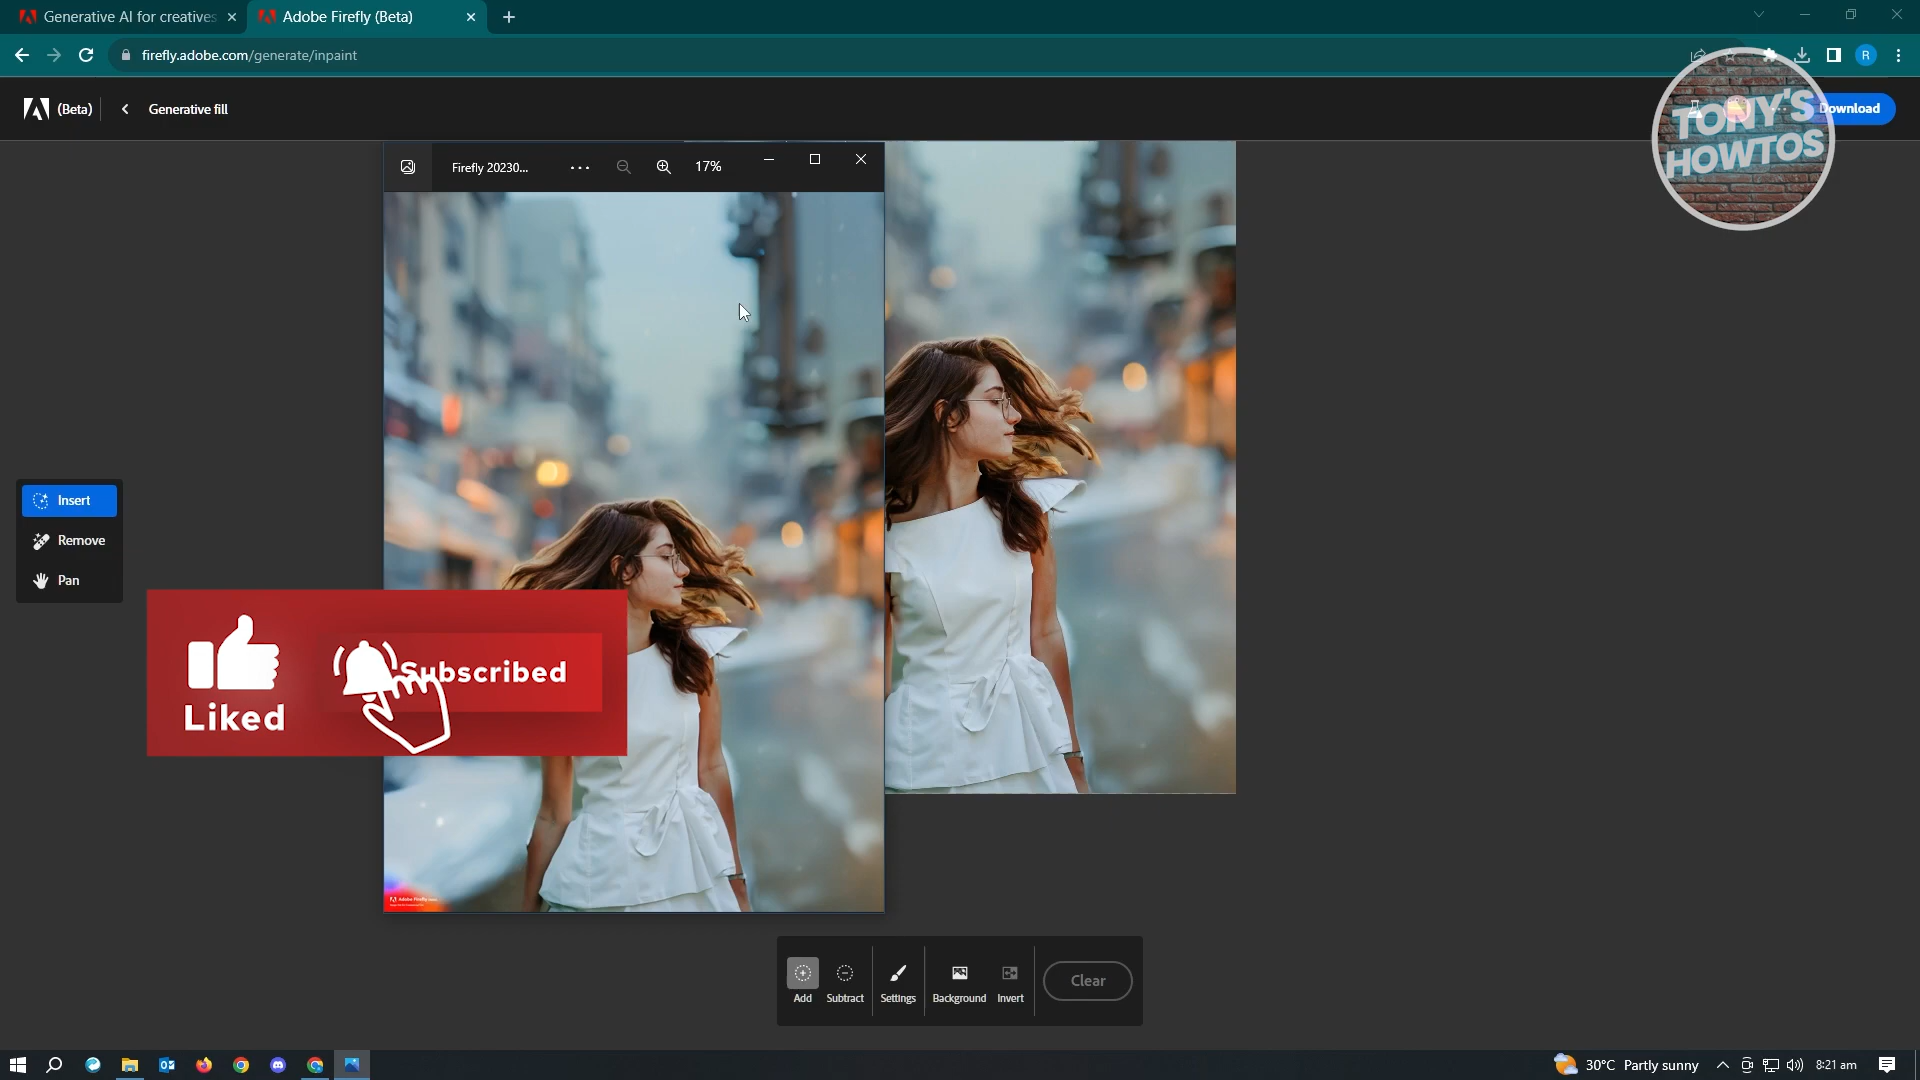 Generative AI for creatives
Adobe Firefly (Beta)
firefly.adobe.com/generate/inpaint
R
(Beta)
Generative fill
Download
TONY'S
HOWTOS
Firefly 20230...
17%
Insert
Remove
Pan
Liked
Subscribed
Adobe Firefly
Add
Subtract
Settings
Background
Invert
Clear
30°C Partly sunny
8:21 am